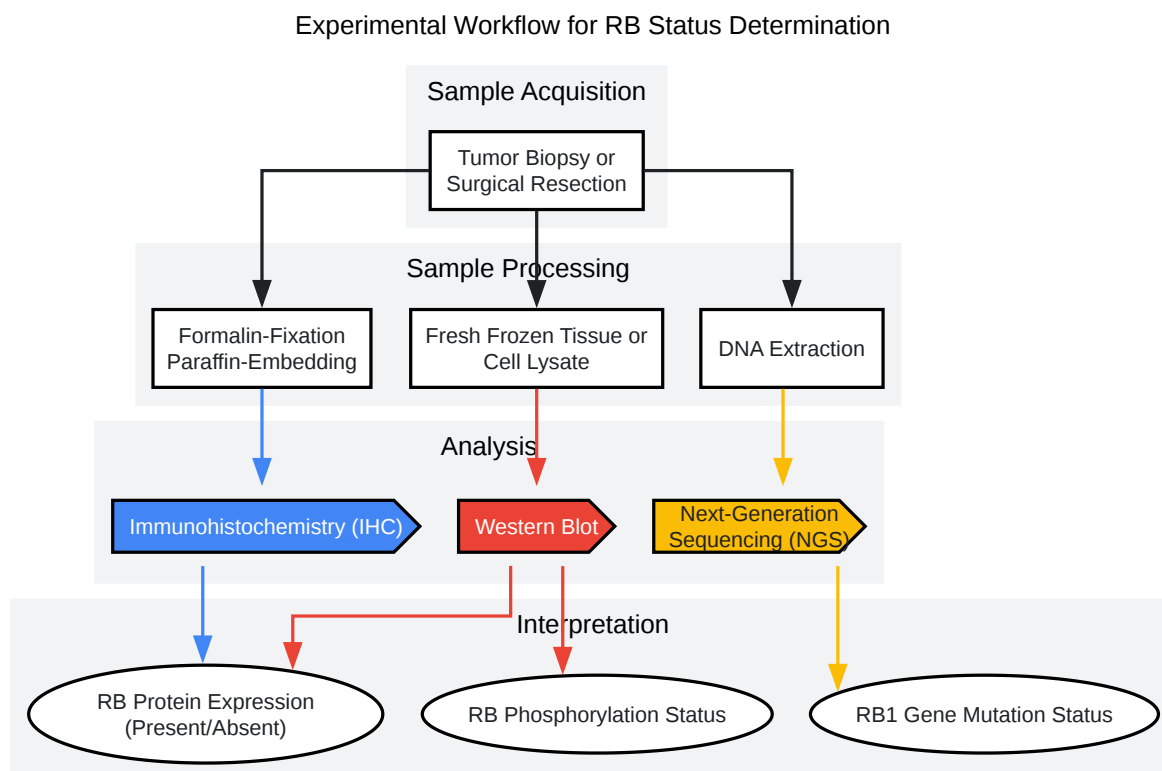 Experimental Workflow for RB Status Determination
Sample Acquisition
Tumor Biopsy or
Surgical Resection
Sample Processing
Formalin-Fixation
Paraffin-Embedding
Fresh Frozen Tissue or
Cell Lysate
DNA Extraction
Analysis
Immunohistochemistry (IHC)
Western Blot
Next-Generation
Sequencing (NGS)
Interpretation
RB Protein Expression
(Present/Absent)
RB Phosphorylation Status
RB1 Gene Mutation Status